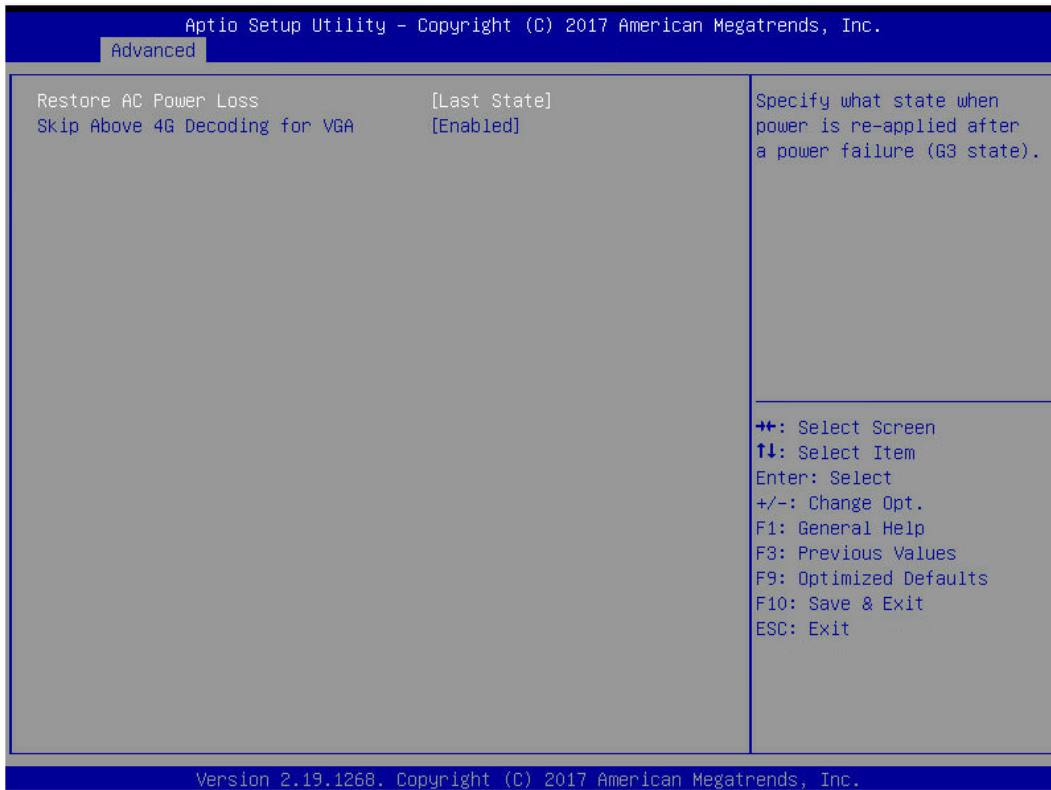 Aptio Setup Utility – Copyright (C) 2017 American Megatrends, Inc.
Advanced
Restore AC Power Loss [Last State]
Skip Above 4G Decoding for VGA [Enabled]
Specify what state when
power is re-applied after
a power failure (G3 state).
→←: Select Screen
↑↓: Select Item
Enter: Select
+/-: Change Opt.
F1: General Help
F3: Previous Values
F9: Optimized Defaults
F10: Save & Exit
ESC: Exit
Version 2.19.1268. Copyright (C) 2017 American Megatrends, Inc.